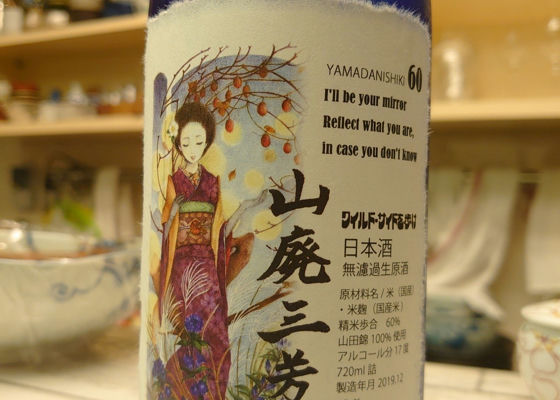 YAMADANISHIKI 60
I'll be your mirror
Reflect what you are,
in case you don't know
山廃三芳
ワイルド・サイドを歩け
日本酒
無濾過生原酒
原材料名/米(国産)
・米麹(国産米)
精米歩合 60%
山田錦100%使用
アルコール分17度
720ml詰
製造年月 2019.12